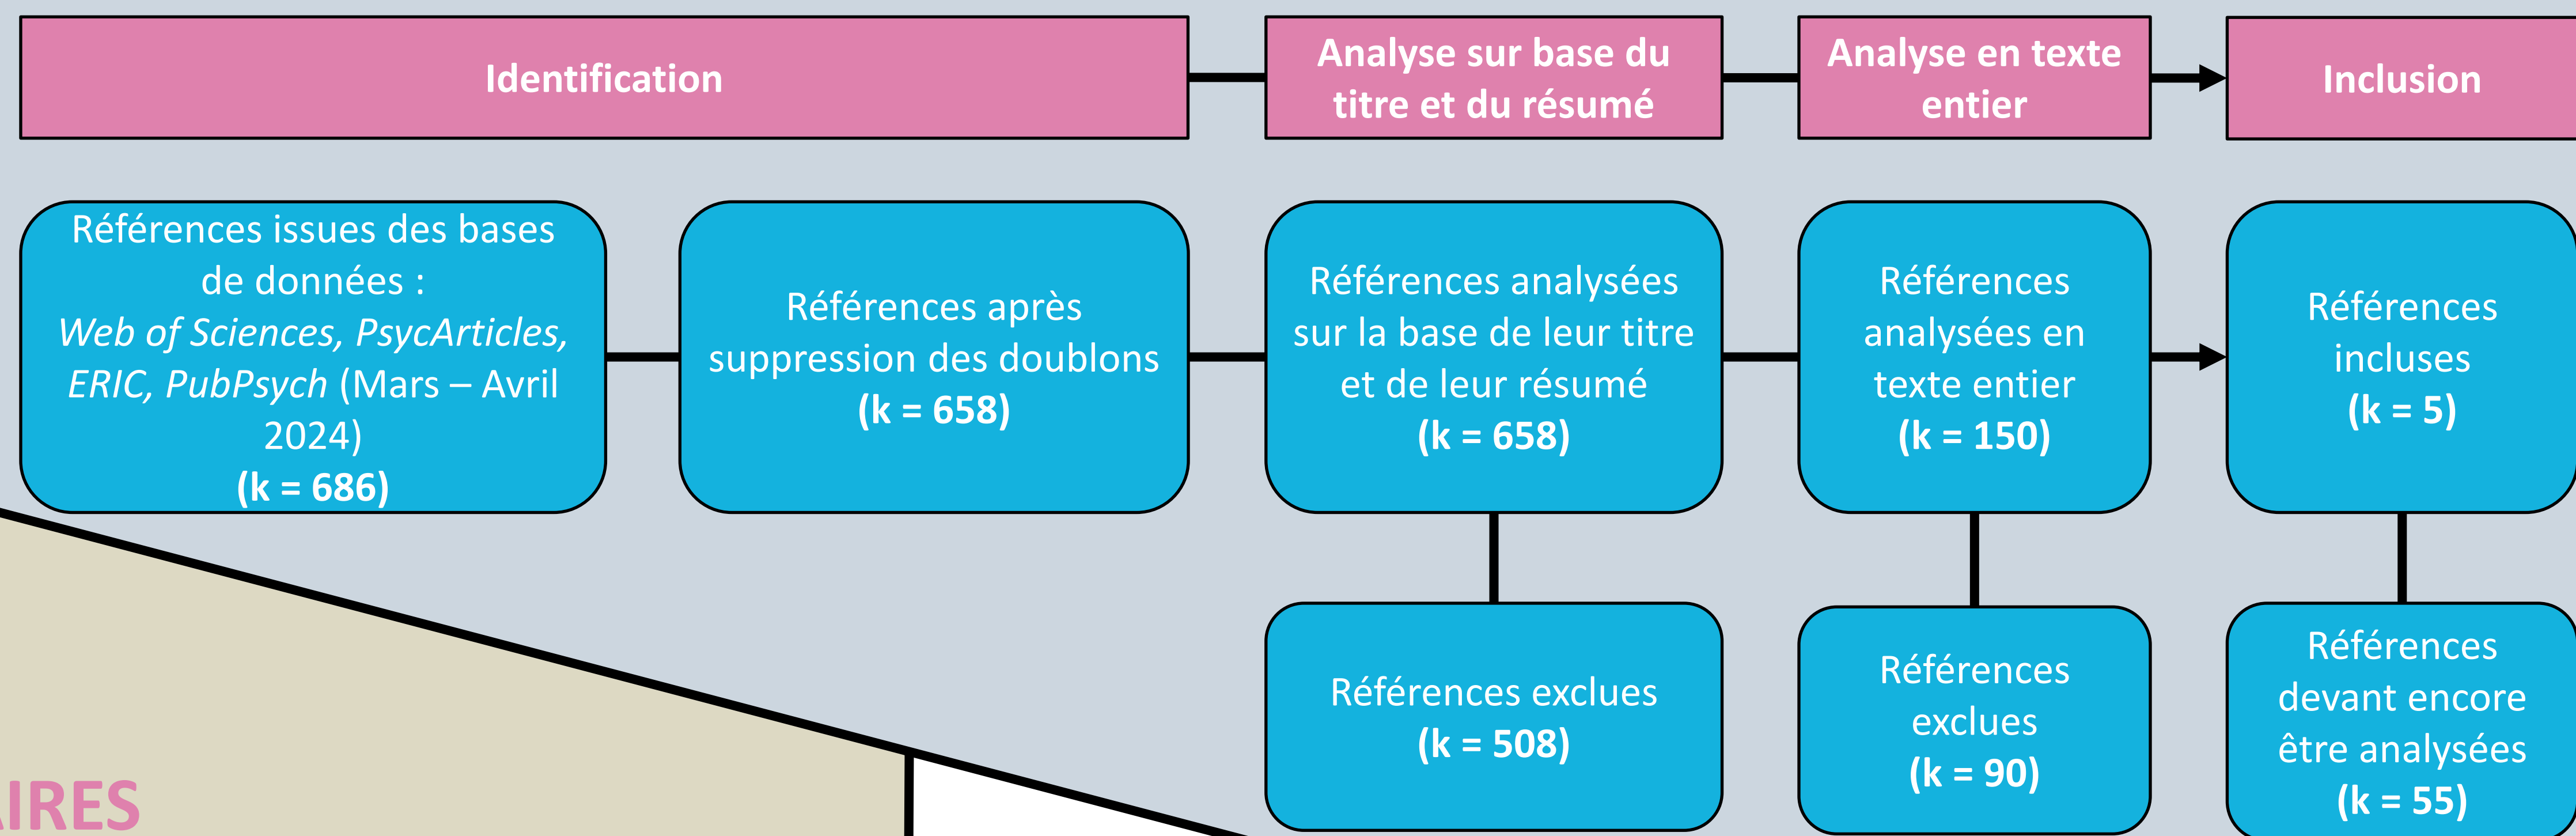 Identification
Analyse sur base du
titre et du résumé
Analyse en texte
entier
Inclusion
Références issues des bases
de données :
Web of Sciences, PsycArticles,
ERIC, PubPsych (Mars – Avril
2024)
(k = 686)
Références après
suppression des doublons
(k = 658)
Références analysées
sur la base de leur titre
et de leur résumé
(k = 658)
Références
analysées en
texte entier
(k = 150)
Références
incluses
(k = 5)
Références exclues
(k = 508)
Références
exclues
(k = 90)
Références
devant encore
être analysées
(k = 55)